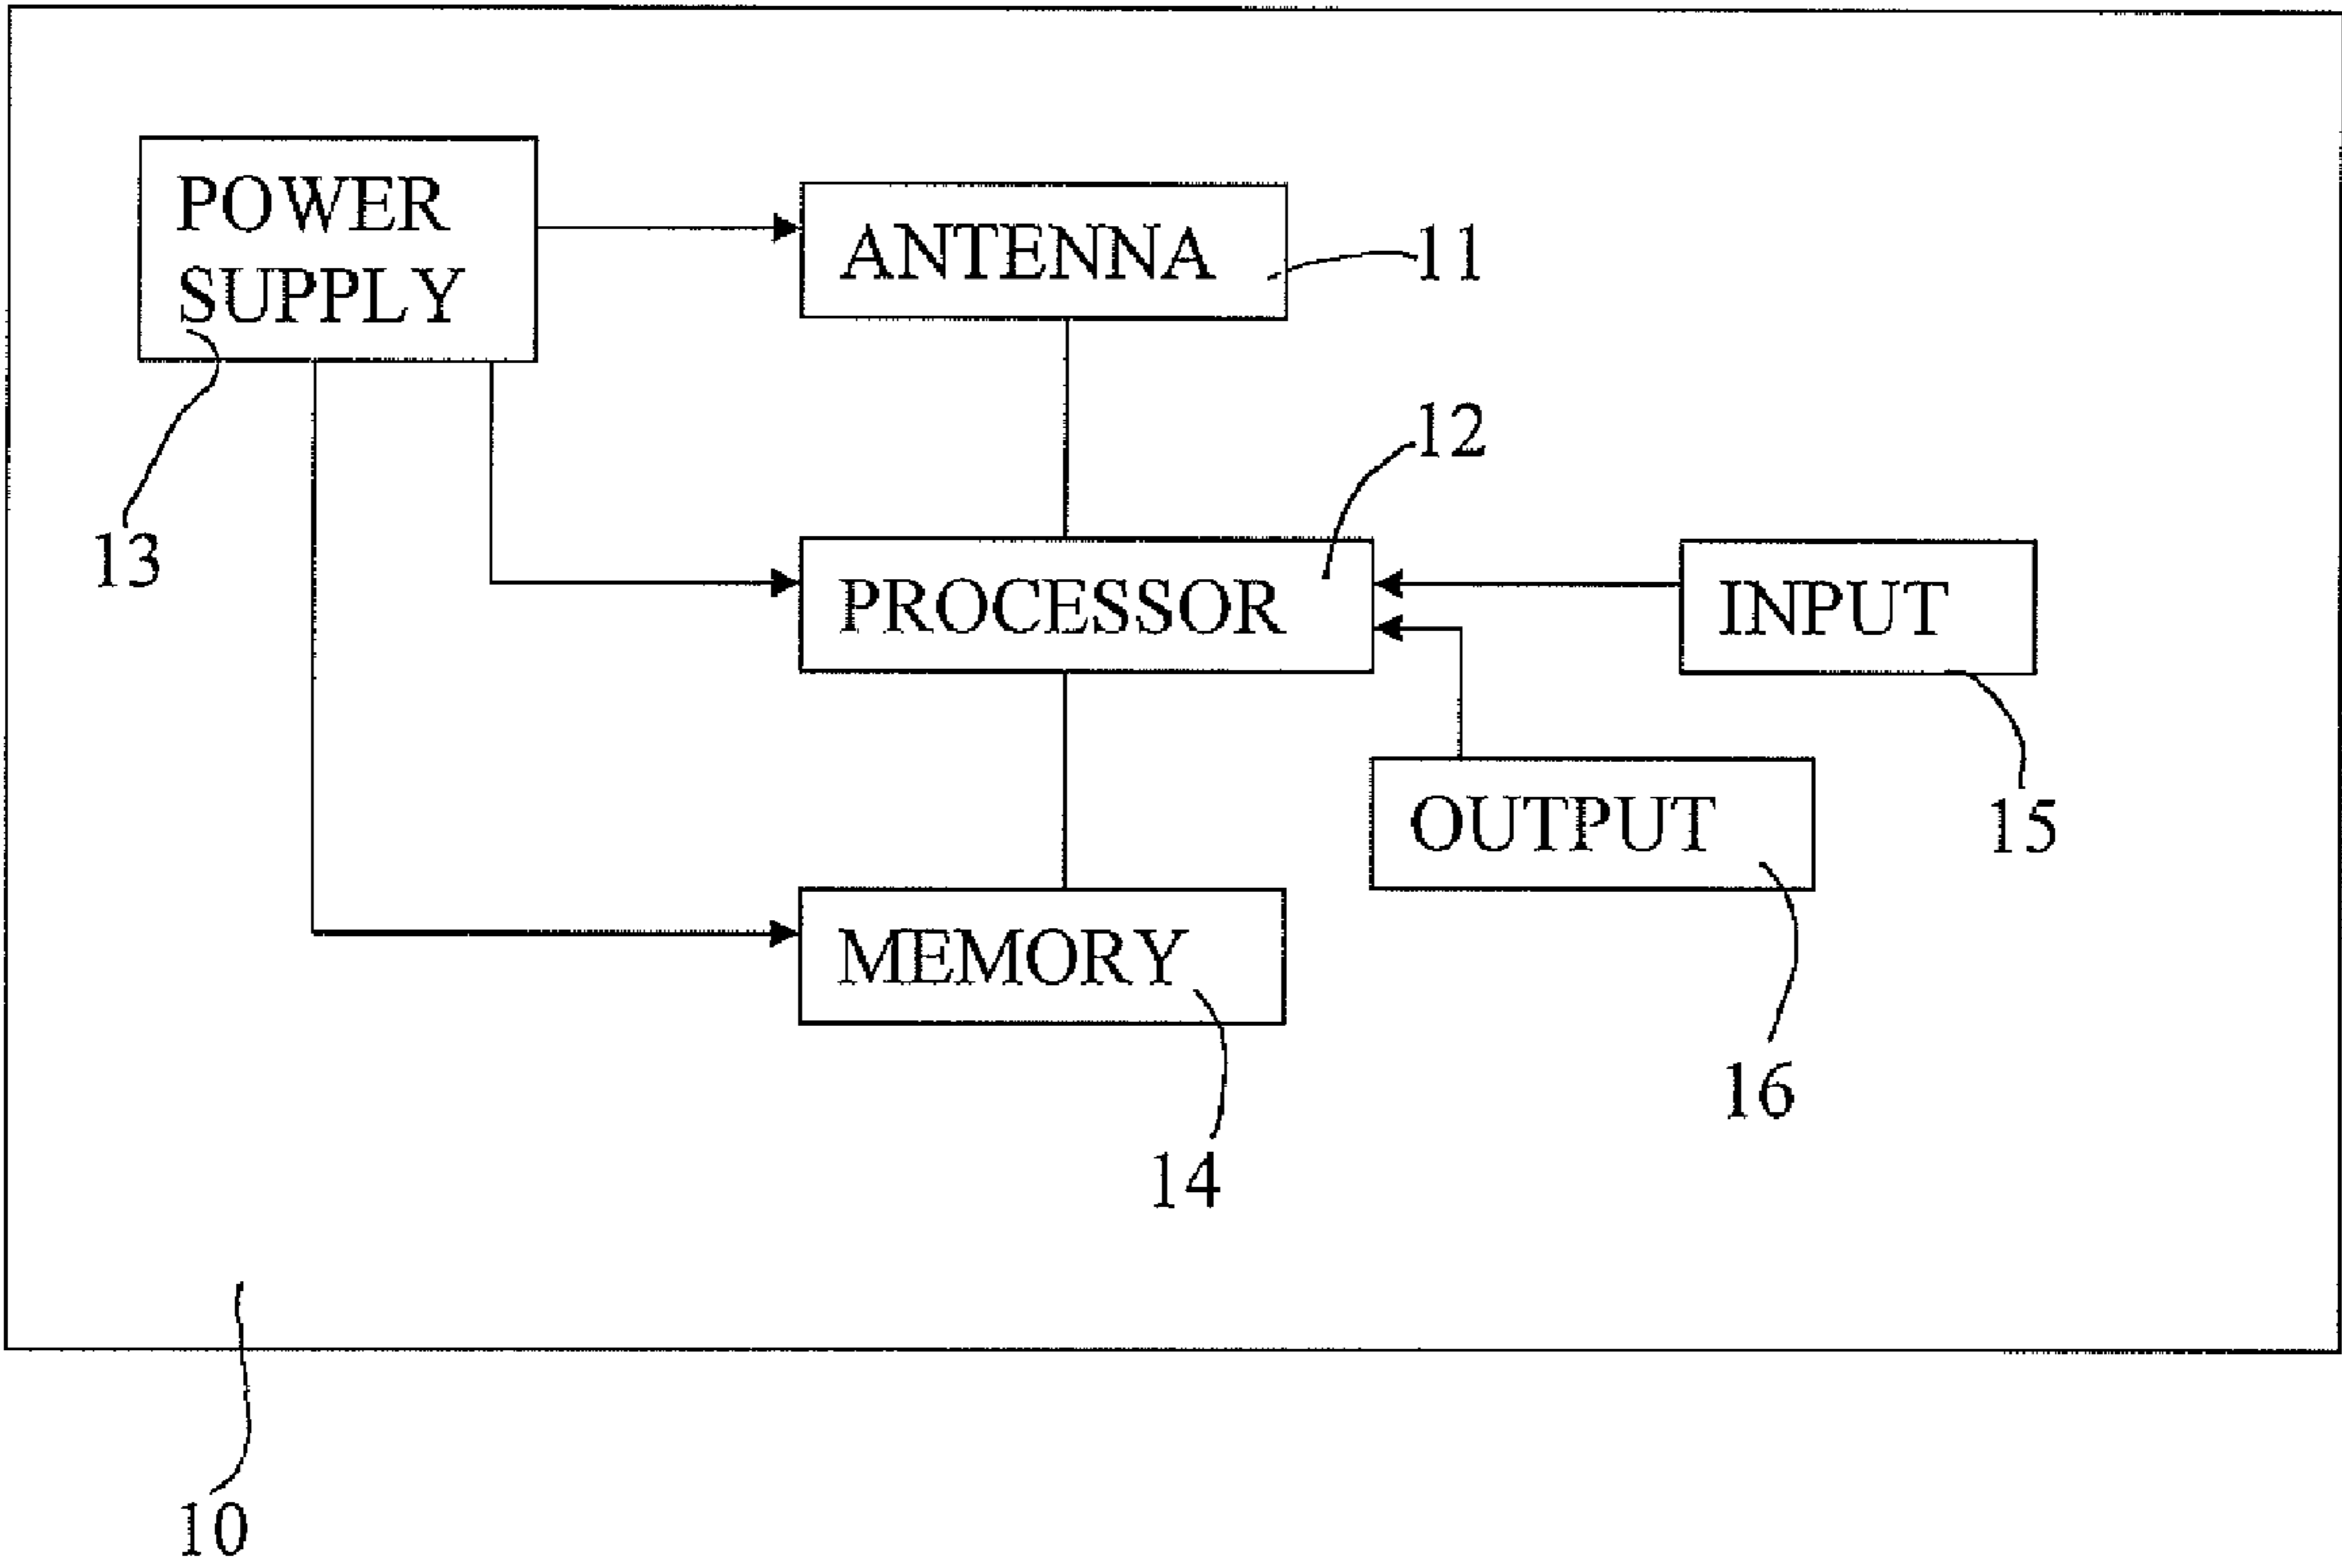 POWER
SUPPLY
ANTENNA
11
12
13
PROCESSOR
INPUT
OUTPUT
15
MEMORY
16
14
10